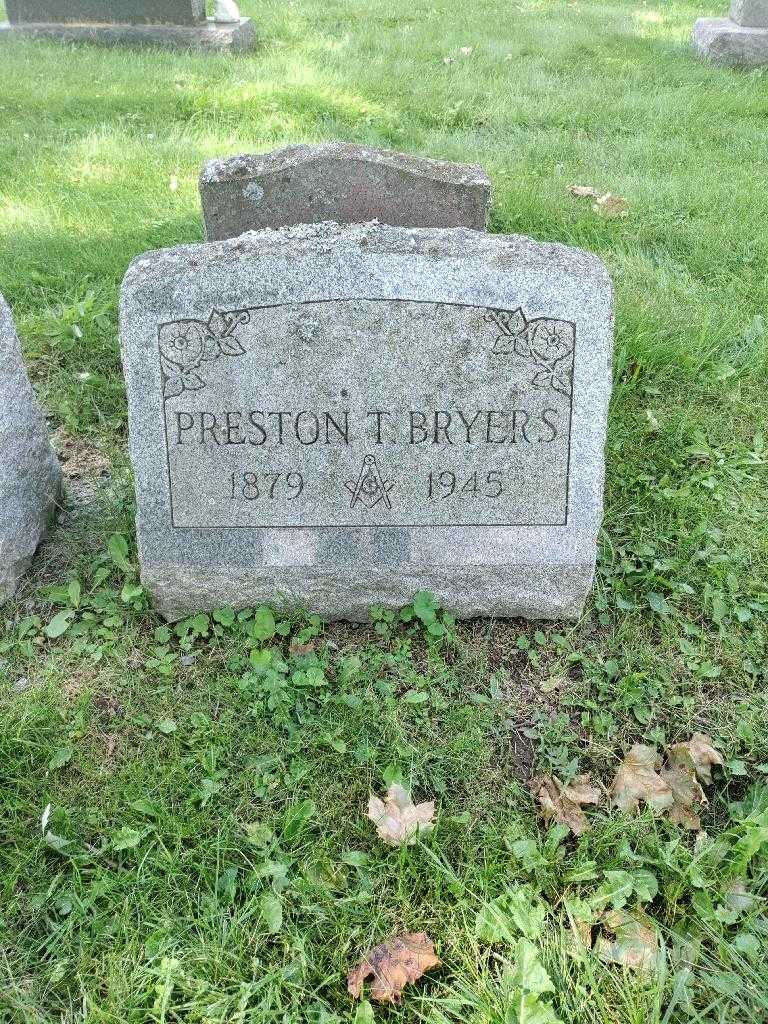 PRESTON T. BRYERS
1879 G 1945